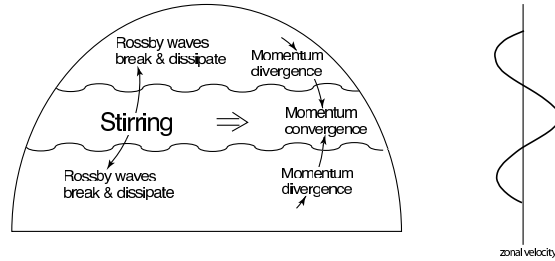 Rossby waves
break & dissipate
Momentum
divergence
Stirring
Momentum
convergence
Rossby waves
break & dissipate
Momentum
divergence
zonal velocity